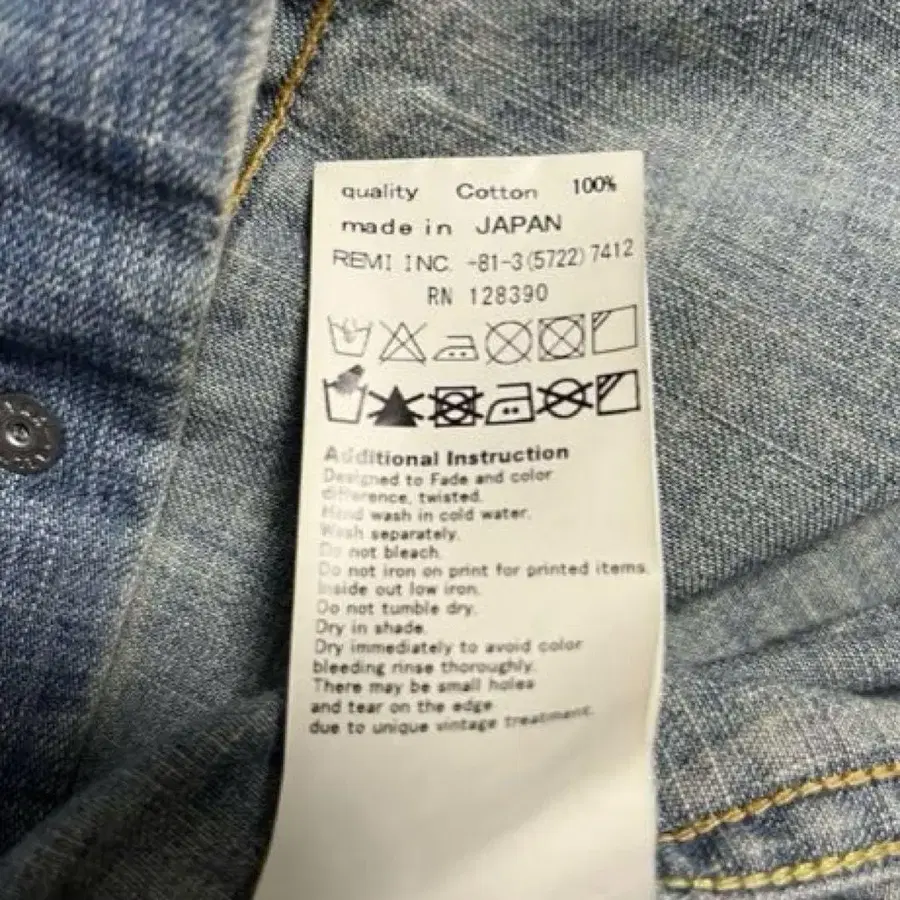 quality Cotton 100%
made in JAPAN
REMI INC. -81-3(5722)7412
RN 128390
Additional Instruction
Designed to Fade and color
difference, twisted.
Hand wash in cold water.
Wash separately.
Do not bleach.
Do not iron on print for printed items.
Inside out low iron.
Do not tumble dry.
Dry in shade.
Dry immediately to avoid color
bleeding rinse thoroughly.
There may be small holes
and tear on the edge
due to unique vintage treatment.